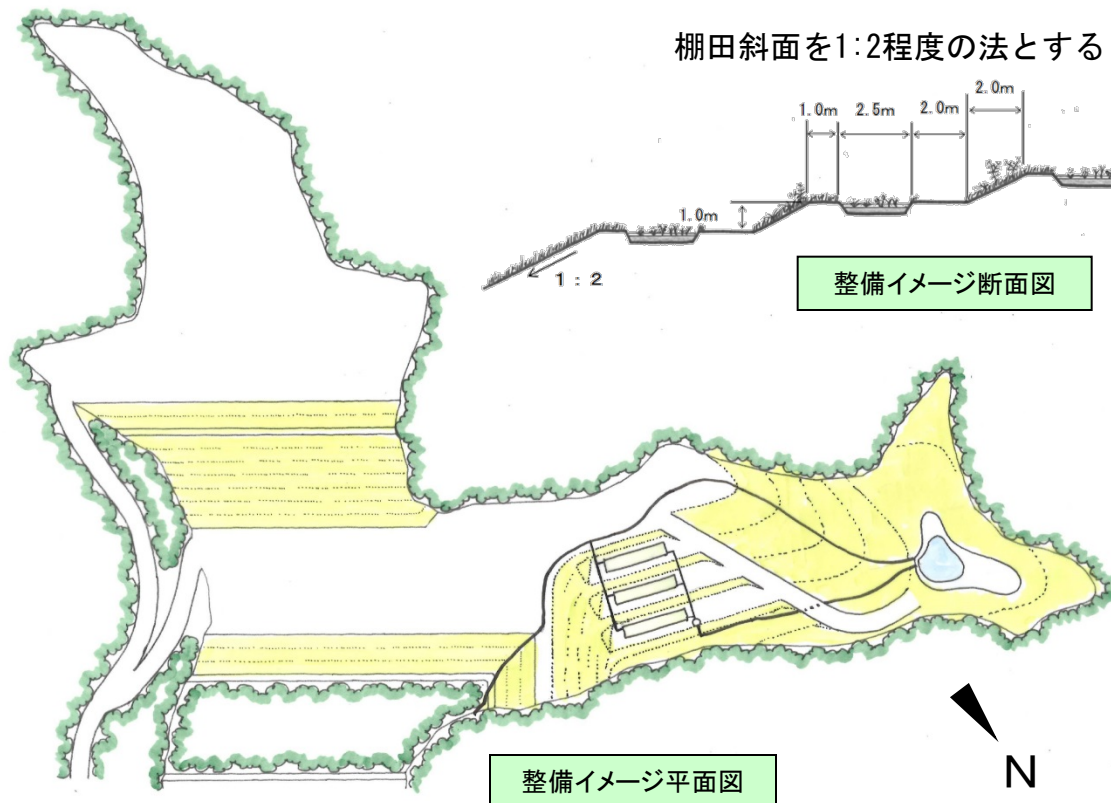 棚田斜面を1:2程度の法とする
2.0m
1.0m 2.5m 2.0m
1.0m
1:2
整備イメージ断面図
整備イメージ平面図
N